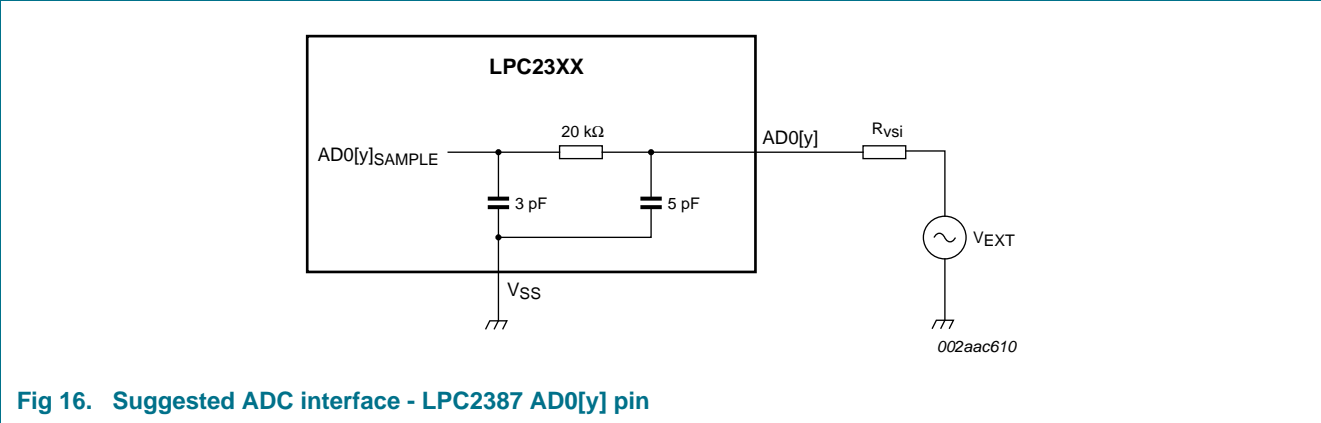 LPC23XX
20 kΩ
AD0[y]
Rvsi
AD0[y]SAMPLE
3 pF
5 pF
VEXT
VSS
002aac610
Fig 16. Suggested ADC interface - LPC2387 AD0[y] pin